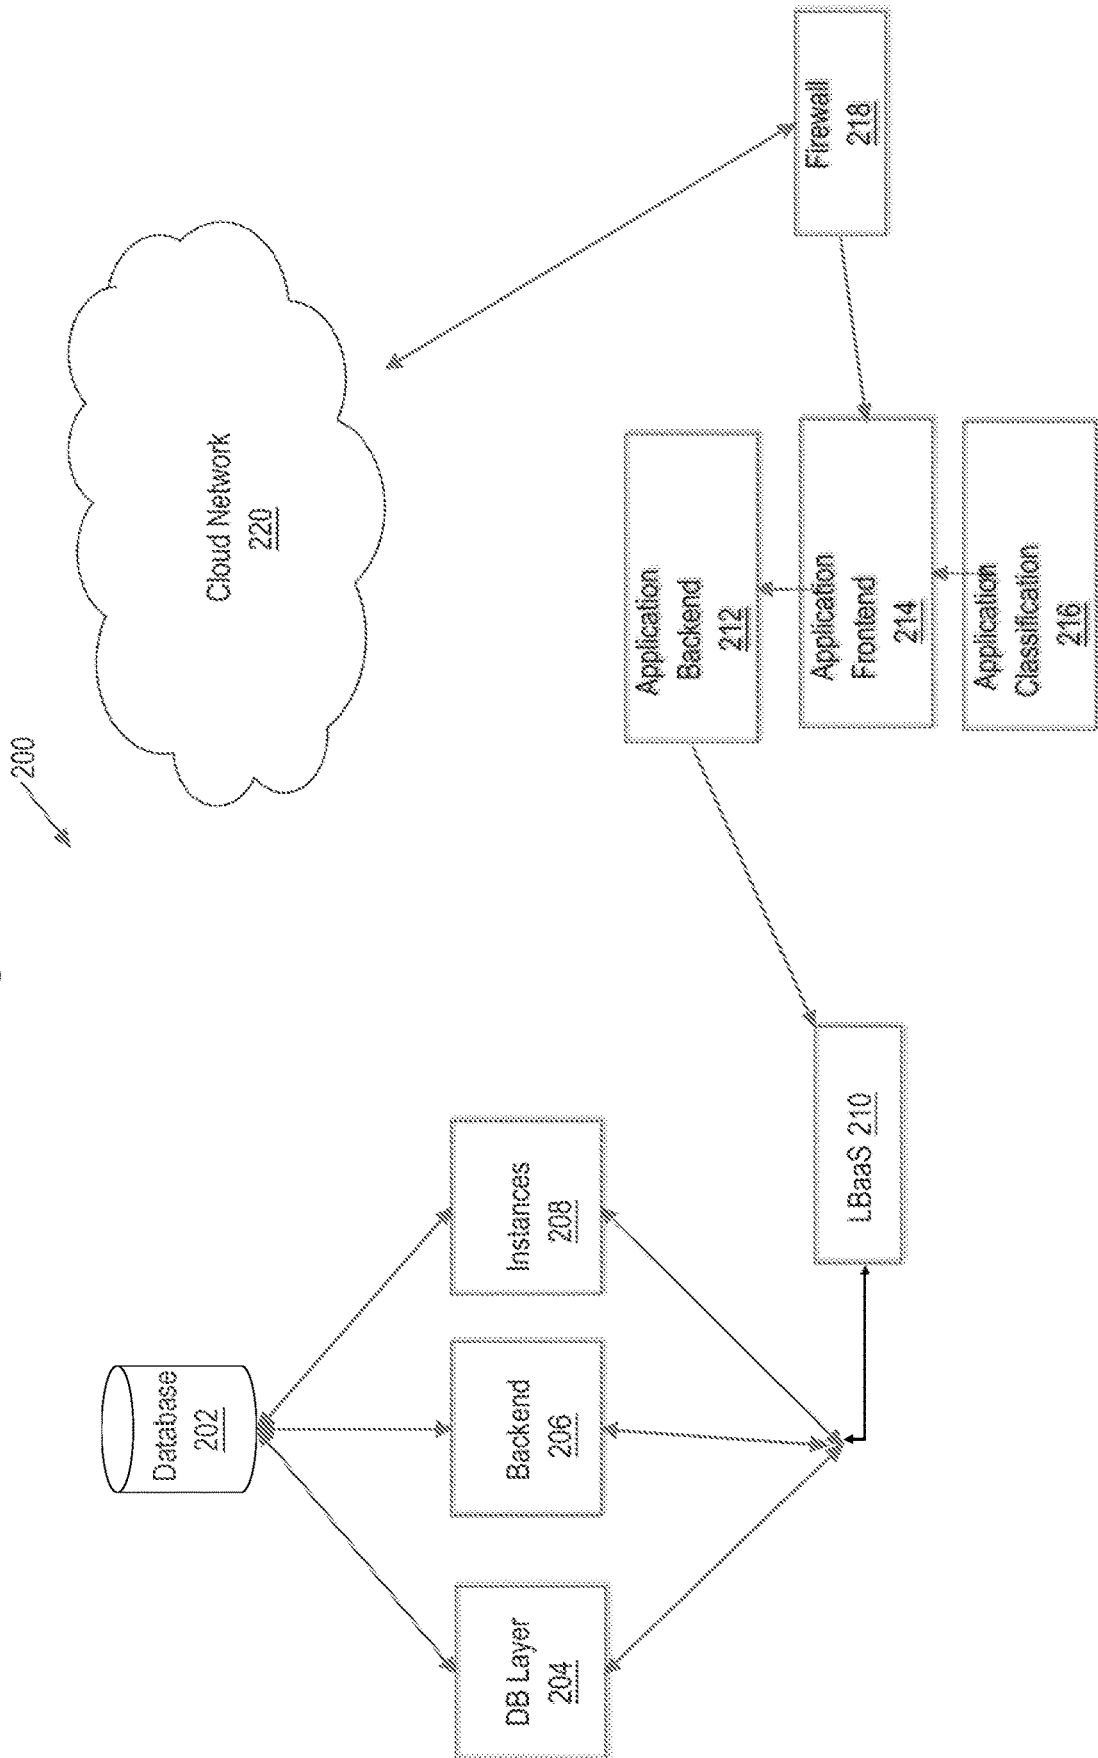 200
Database
202
DB Layer
204
Backend
206
Instances
208
LBaaS 210
Cloud Network
220
Application
Backend
212
Application
Frontend
214
Application
Classification
216
Firewall
218